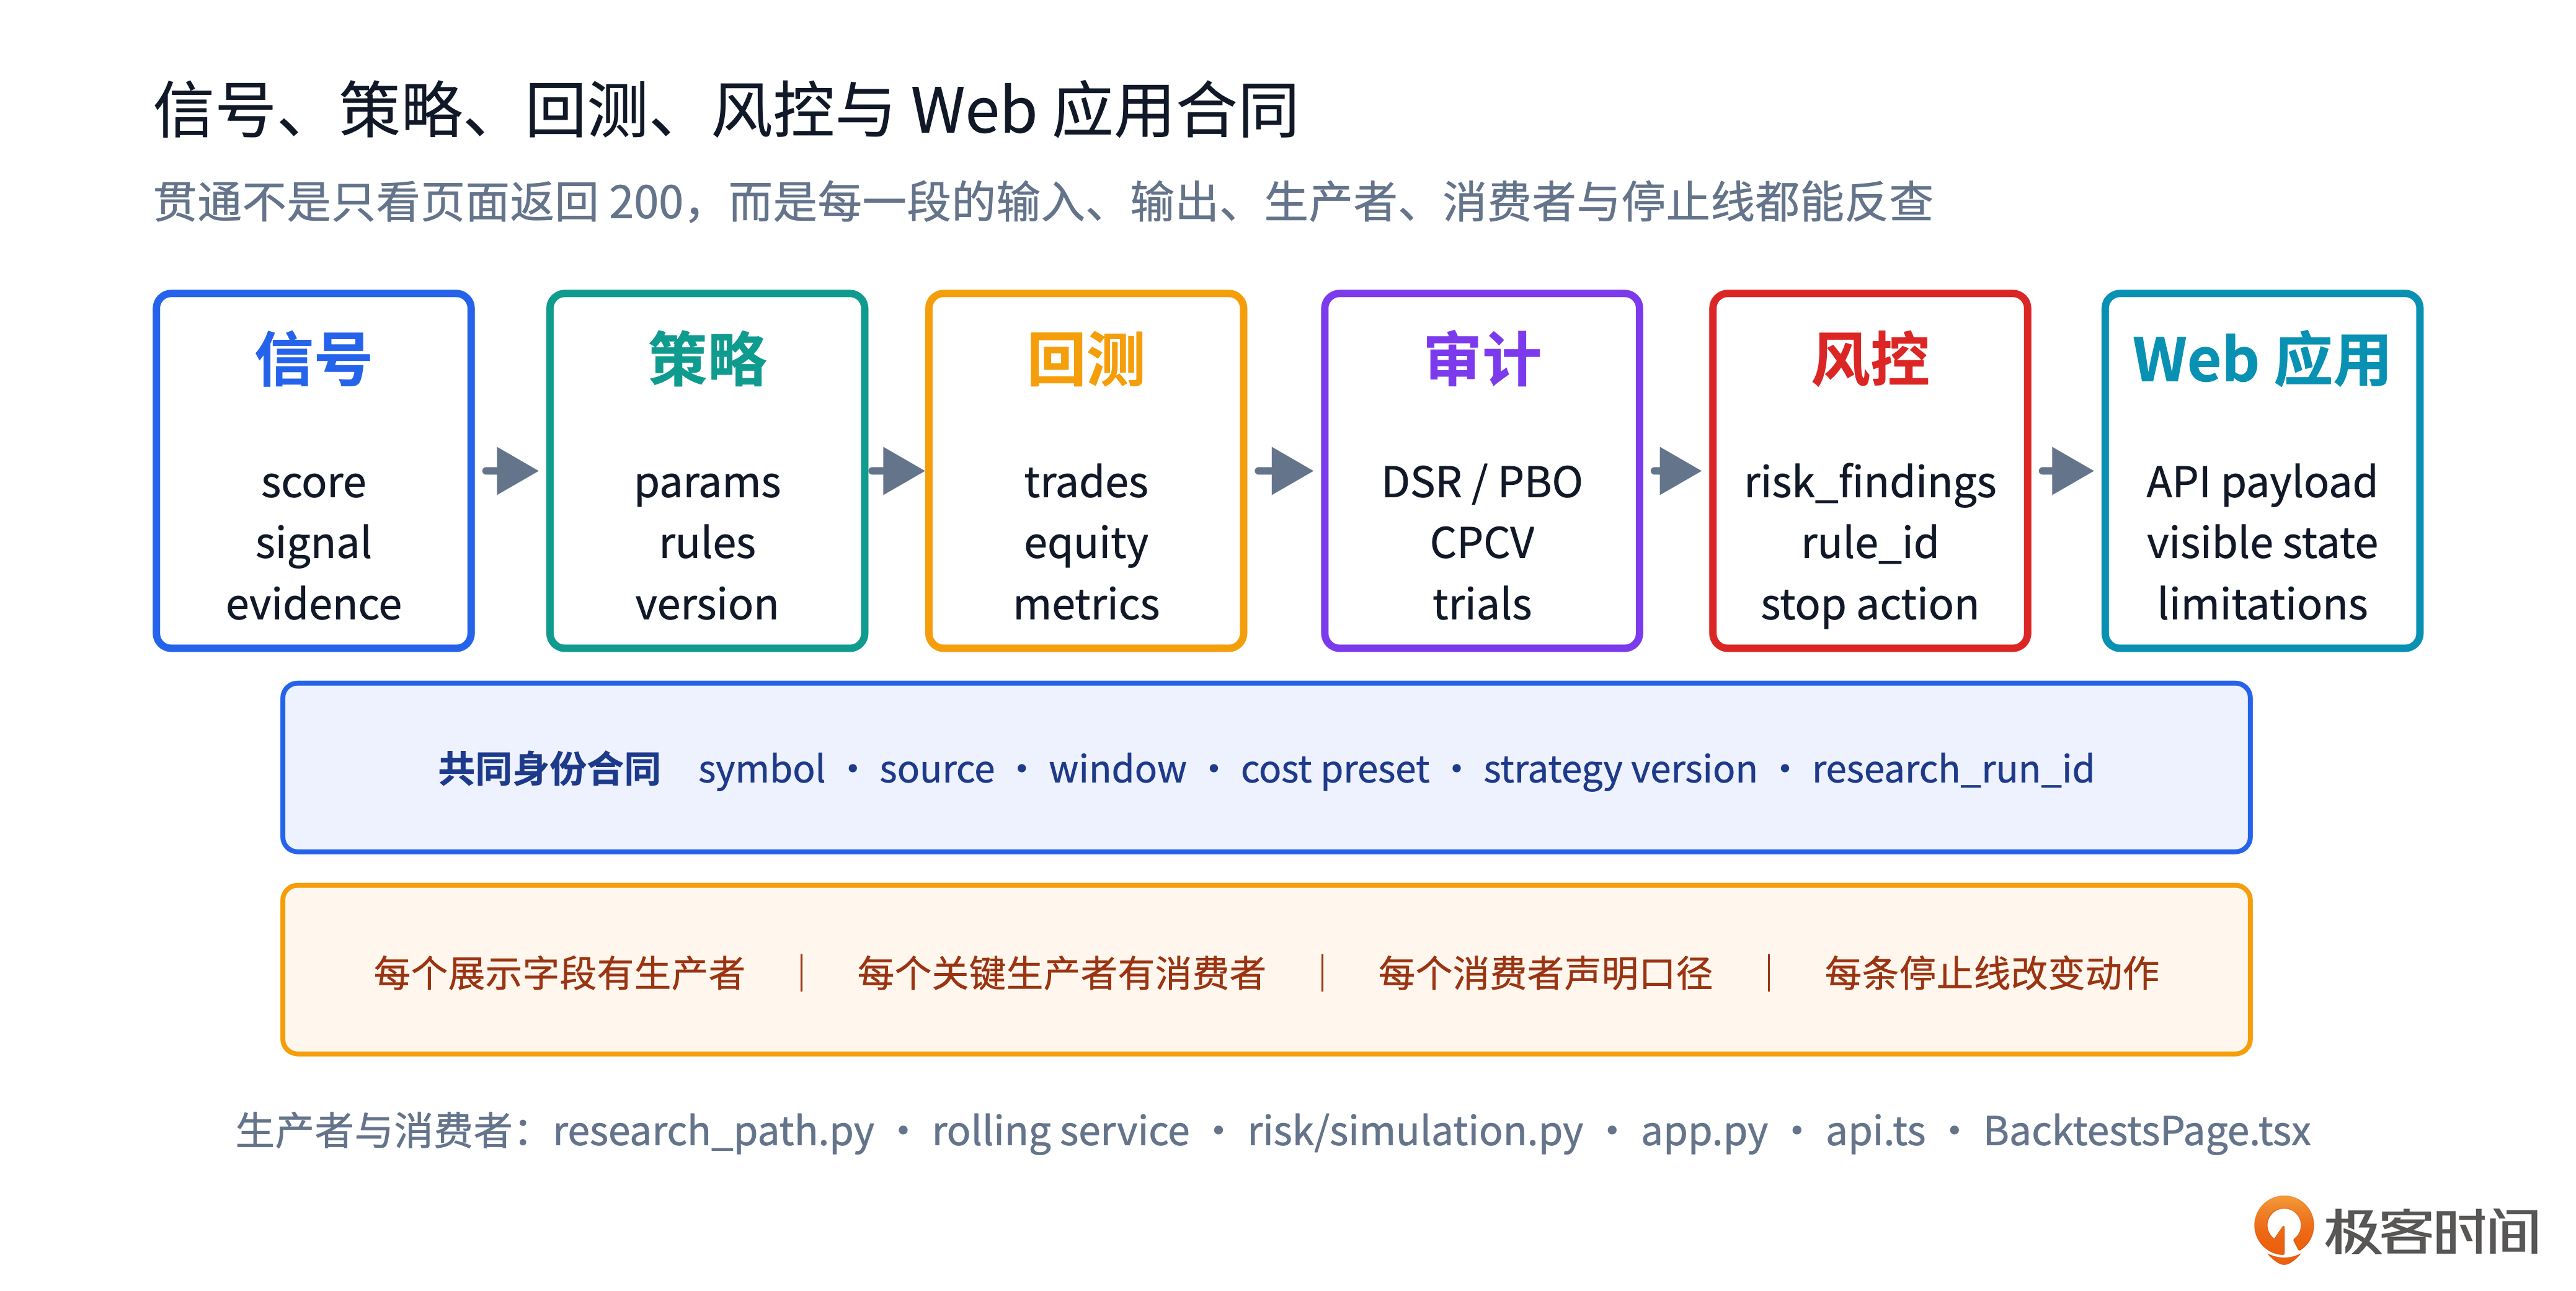 信号、策略、回测、风控与 Web 应用合同
贯通不是只看页面返回 200，而是每一段的输入、输出、生产者、消费者与停止线都能反查
信号
score
signal
evidence
策略
params
rules
version
回测
trades
equity
metrics
审计
DSR / PBO
CPCV
trials
风控
risk_findings
rule_id
stop action
Web 应用
API payload
visible state
limitations
共同身份合同 symbol · source · window · cost preset · strategy version · research_run_id
每个展示字段有生产者 ｜ 每个关键生产者有消费者 ｜ 每个消费者声明口径 ｜ 每条停止线改变动作
生产者与消费者：research_path.py · rolling service · risk/simulation.py · app.py · api.ts · BacktestsPage.tsx
极客时间